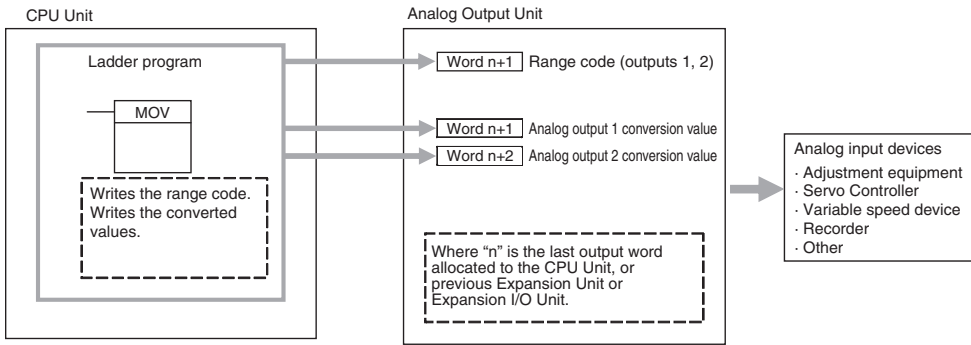 CPU Unit
Ladder program
MOV
Writes the range code.
Writes the converted
values.
Analog Output Unit
Word n+1 Range code (outputs 1, 2)
Word n+1 Analog output 1 conversion value
Word n+2 Analog output 2 conversion value
Where “n” is the last output word
allocated to the CPU Unit, or
previous Expansion Unit or
Expansion I/O Unit.
Analog input devices
· Adjustment equipment
· Servo Controller
· Variable speed device
· Recorder
· Other